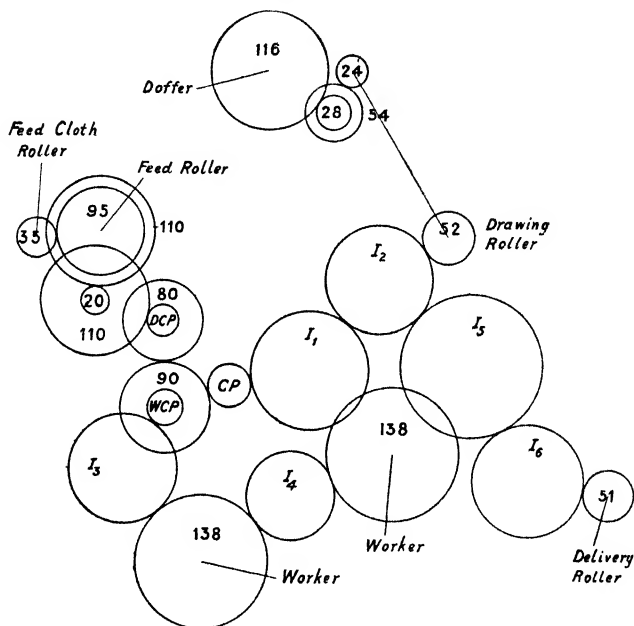 116
24
Doffer
28
54
Feed Cloth
Roller
Feed Roller
95
35
110
52
Drawing
Roller
I2
20
80
110
DCP
I5
I1
90
CP
WCP
138
I3
I4
I6
51
138
Worker
Worker
Delivery
Roller